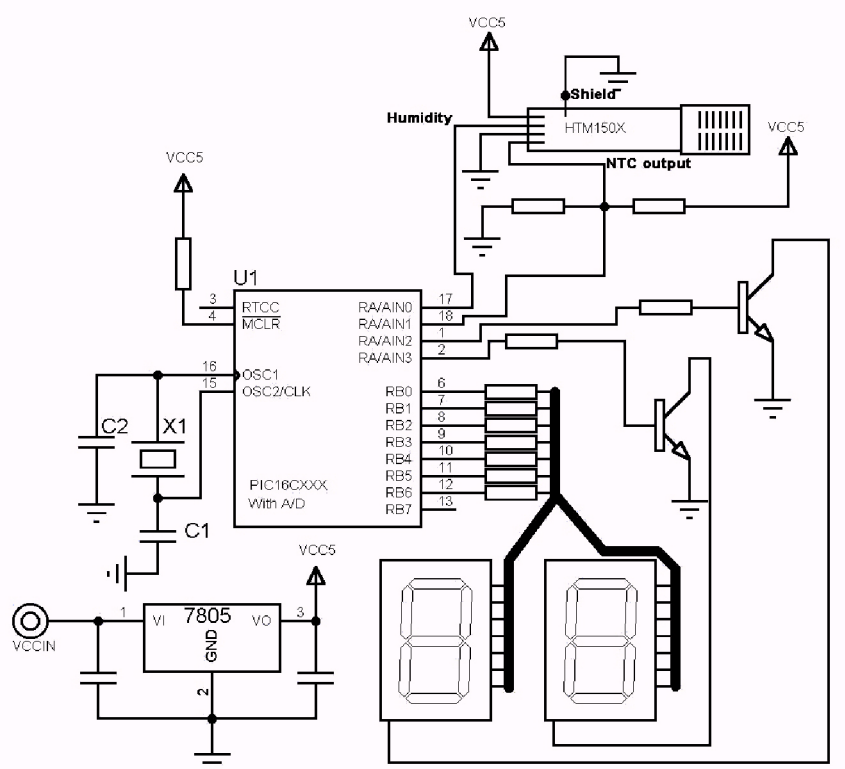 VCC5
Shield
Humidity
HTM150X
VCC5
NTC output
VCC5
U1
3 RTCC RA/AIN0 17
4 MCLR RA/AIN1 18
RA/AIN2 1
RA/AIN3 2
16 OSC1
15 OSC2/CLK
RB0 6
RB1 7
RB2 8
RB3 9
RB4 10
RB5 11
RB6 12
RB7 13
C2 X1
PIC16CXXX
With A/D
C1
VCC5
1 VI 7805 VO 3
GND
2
VCCIN